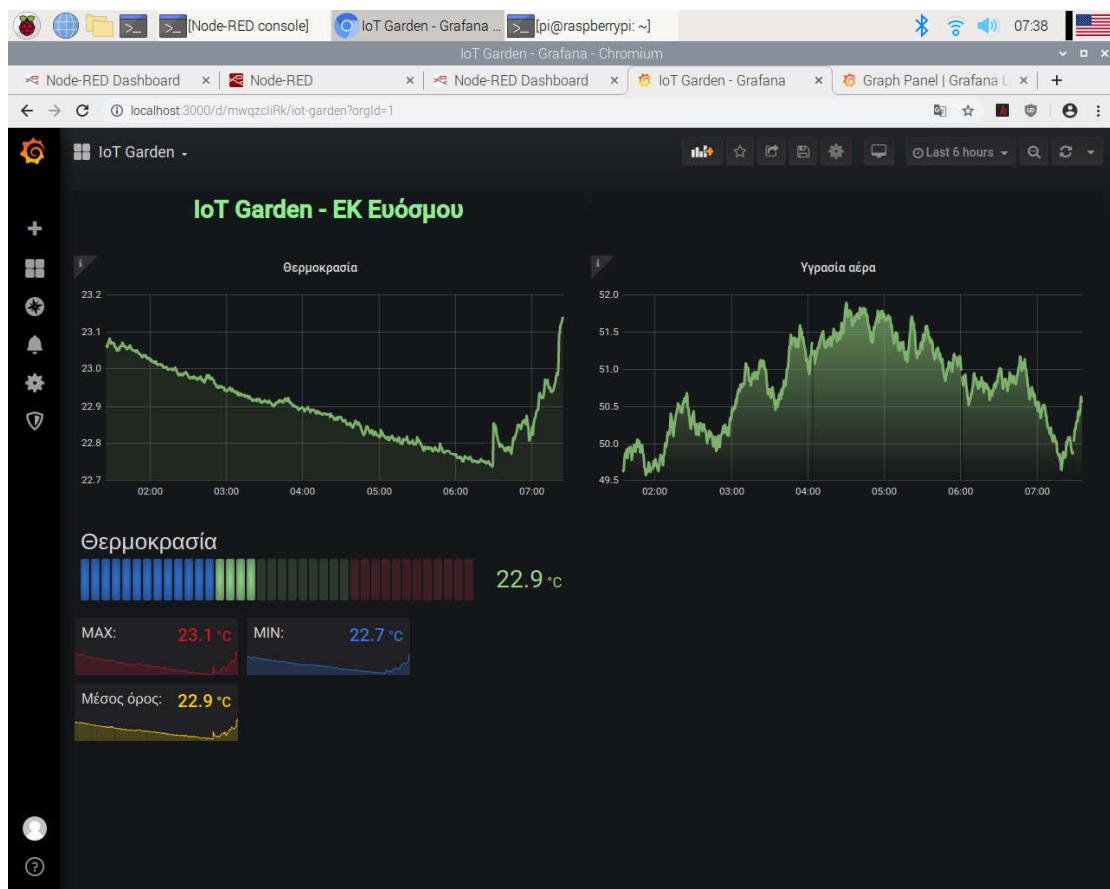 [Node-RED console]
IoT Garden - Grafana ...
[pi@raspberrypi: ~]
07:38
IoT Garden - Grafana - Chromium
Node-RED Dashboard
Node-RED
Node-RED Dashboard
IoT Garden - Grafana
Graph Panel | Grafana L
localhost:3000/d/mwqzcliRk/iot-garden?orgId=1
IoT Garden
Last 6 hours
IoT Garden - ΕΚ Ευόσμου
Θερμοκρασία
23.2
23.1
23.0
22.9
22.8
22.7
02:00 03:00 04:00 05:00 06:00 07:00
Υγρασία αέρα
52.0
51.5
51.0
50.5
50.0
49.5
02:00 03:00 04:00 05:00 06:00 07:00
Θερμοκρασία
22.9 °C
MAX: 23.1 °C
MIN: 22.7 °C
Μέσος όρος: 22.9 °C